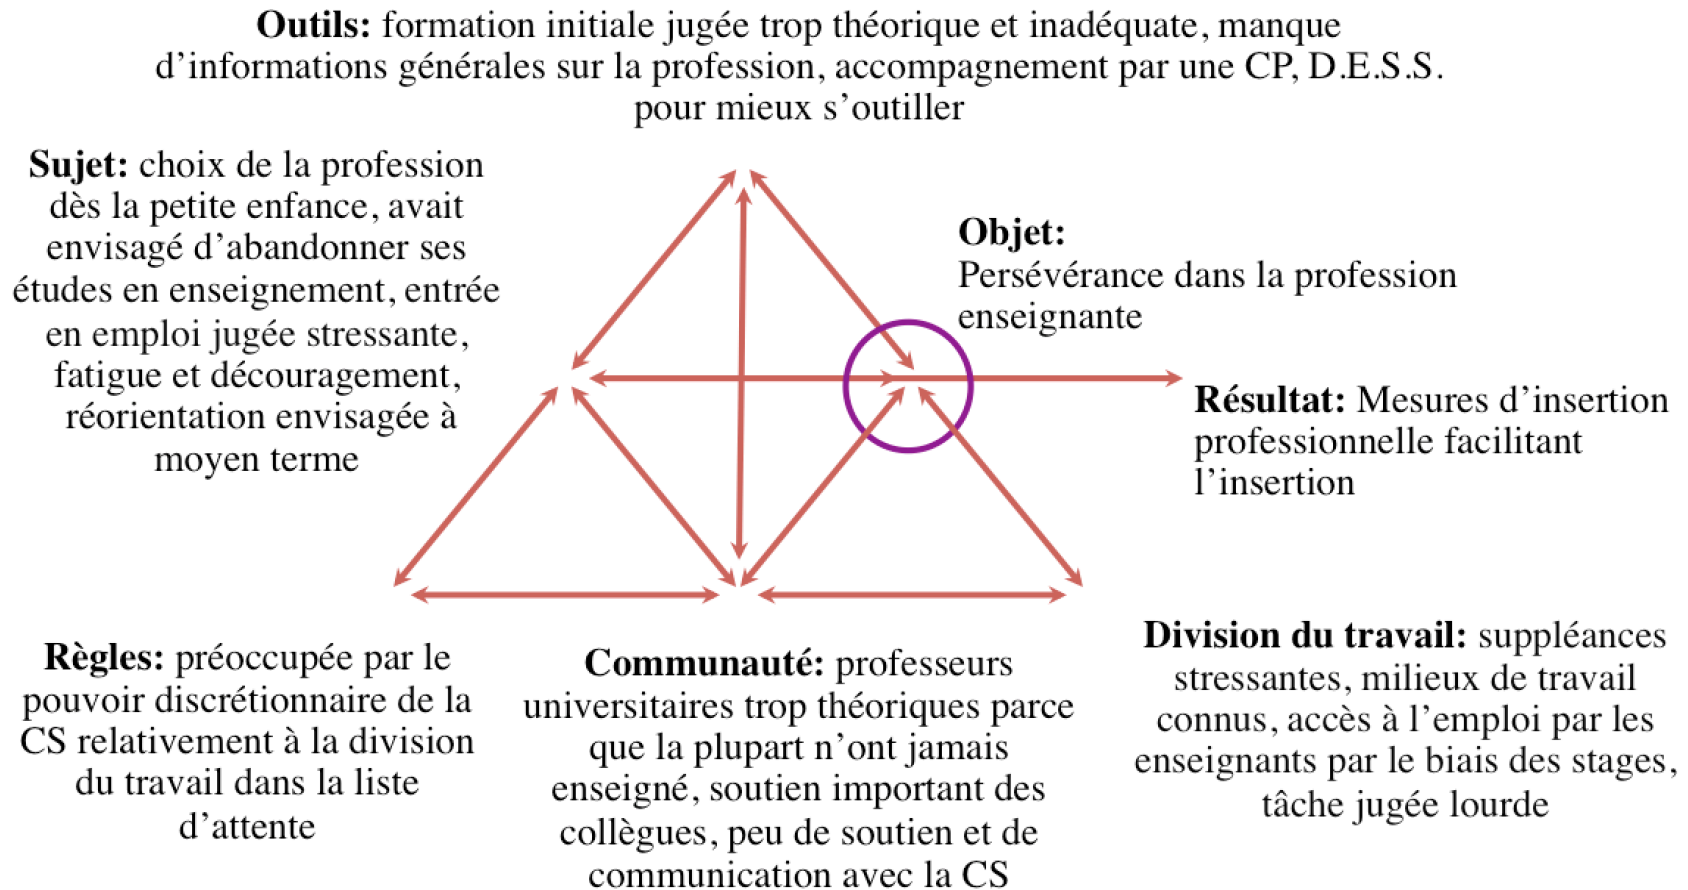 Outils: formation initiale jugée trop théorique et inadéquate, manque
d’informations générales sur la profession, accompagnement par une CP, D.E.S.S.
pour mieux s’outiller
Sujet: choix de la profession
dès la petite enfance, avait
envisagé d’abandonner ses
études en enseignement, entrée
en emploi jugée stressante,
fatigue et découragement,
réorientation envisagée à
moyen terme
Objet:
Persévérance dans la profession
enseignante
Résultat: Mesures d’insertion
professionnelle facilitant
l’insertion
Règles: préoccupée par le
pouvoir discrétionnaire de la
CS relativement à la division
du travail dans la liste
d’attente
Communauté: professeurs
universitaires trop théoriques parce
que la plupart n’ont jamais
enseigné, soutien important des
collègues, peu de soutien et de
communication avec la CS
Division du travail: suppléances
stressantes, milieux de travail
connus, accès à l’emploi par les
enseignants par le biais des stages,
tâche jugée lourde